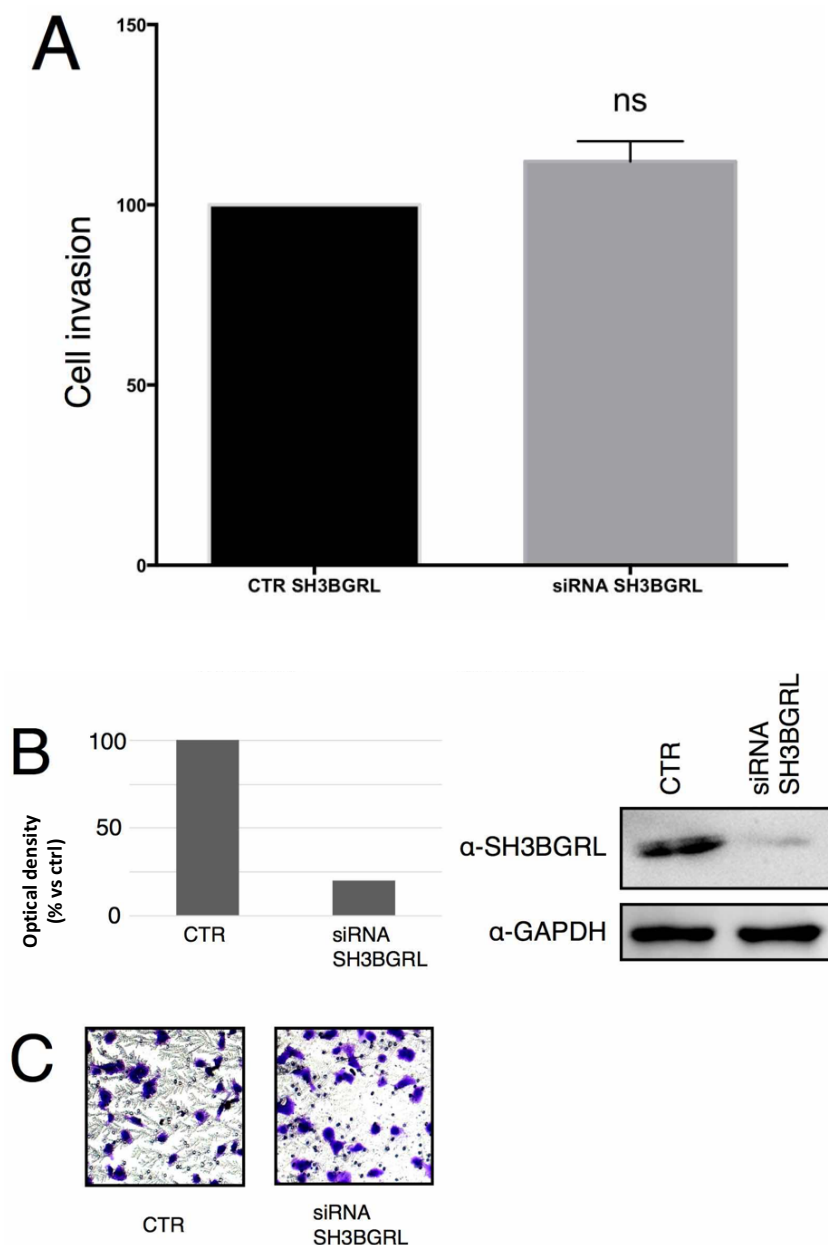 A
150
ns
100
Cell invasion
50
0
CTR SH3BGRL
siRNA SH3BGRL
B
100
50
0
Optical density
(% vs ctrl)
CTR
siRNA
SH3BGRL
CTR
siRNA
SH3BGRL
α-SH3BGRL
α-GAPDH
C
CTR
siRNA
SH3BGRL